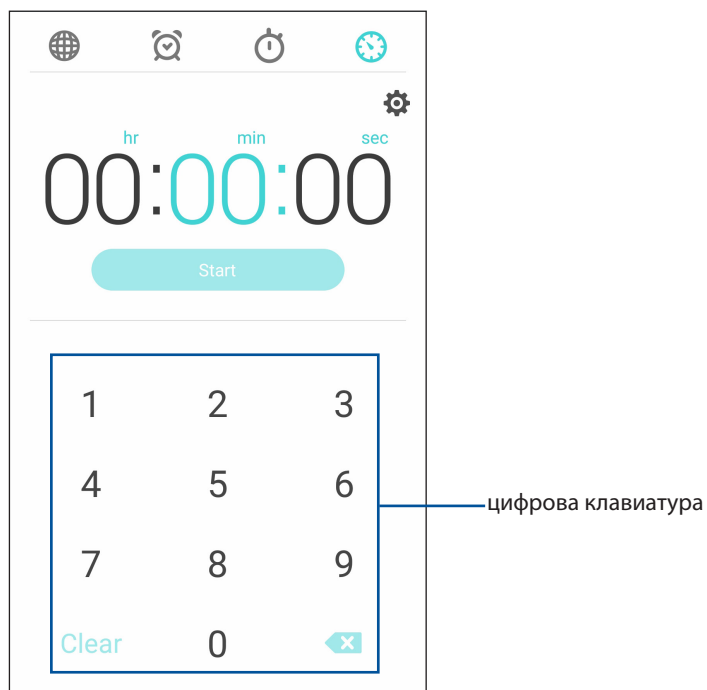 hr min sec
00:00:00
Start
1 2 3
4 5 6
цифрова клавиатура
7 8 9
Clear 0